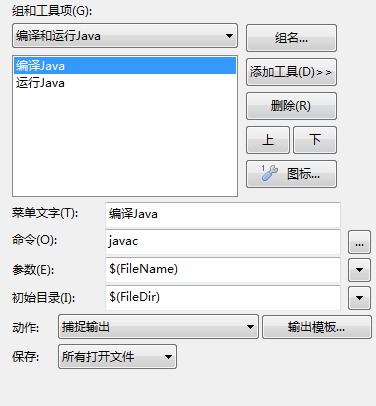 组和工具项(G):
编译和运行Java
组名...
编译Java
运行Java
添加工具(D)>>
删除(R)
上
下
1
图标...
菜单文字(T):
编译Java
命令(O):
javac
...
参数(E):
$(FileName)
初始目录(I):
$(FileDir)
动作:
捕捉输出
输出模板...
保存:
所有打开文件